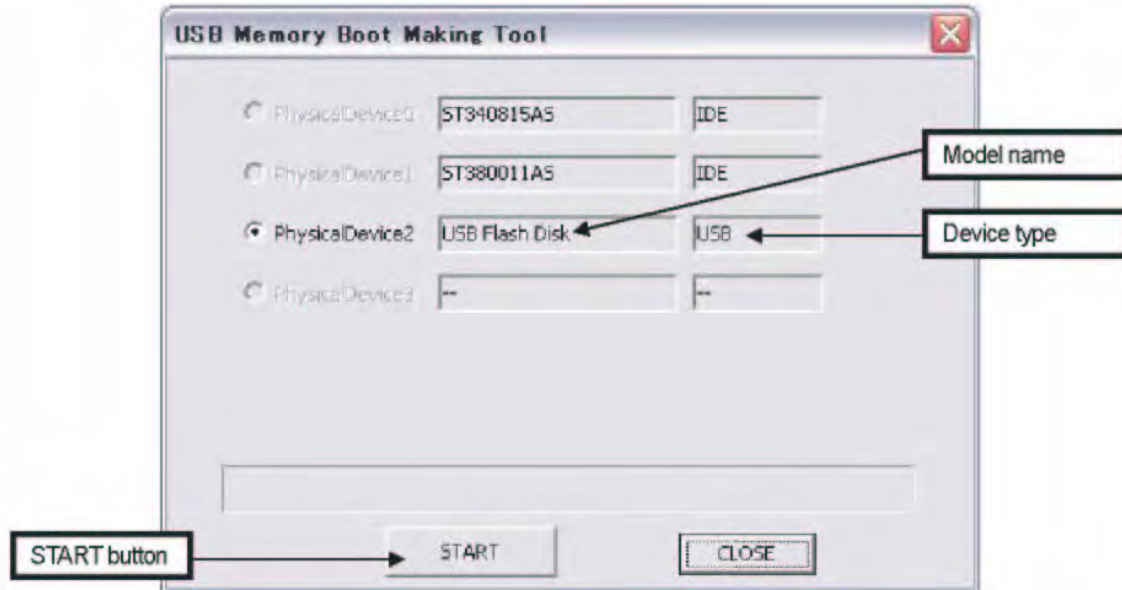 USB Memory Boot Making Tool
PhysicalDevice0 ST340815AS IDE
PhysicalDevice1 ST380011AS IDE
Model name
PhysicalDevice2 USB Flash Disk USB
Device type
PhysicalDevice3 -- --
START button
START CLOSE